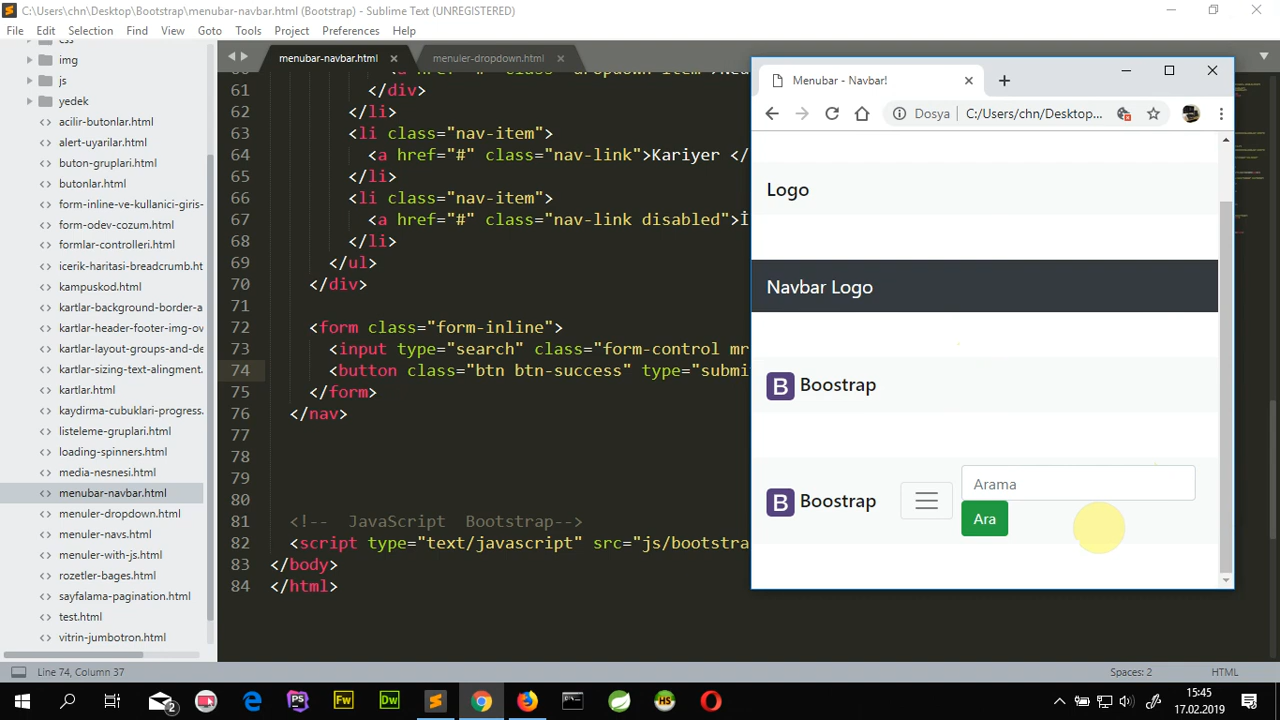 C:\Users\chn\Desktop\Bootstrap\menubar-navbar.html (Bootstrap) - Sublime Text (UNREGISTERED)
File Edit Selection Find View Goto Tools Project Preferences Help
img
js
yedek
acilir-butonlar.html
alert-uyarilar.html
buton-gruplari.html
butonlar.html
form-inline-ve-kullanici-giris-
form-odev-cozum.html
formlar-controlleri.html
icerik-haritasi-breadcrumb.ht
kampuskod.html
kartlar-background-border-a
kartlar-header-footer-img-ov
kartlar-layout-groups-and-de
kartlar-sizing-text-alingment.
kartlar.html
kaydirma-cubuklari-progress.
listeleme-gruplari.html
loading-spinners.html
media-nesnesi.html
menubar-navbar.html
menuler-dropdown.html
menuler-navs.html
menuler-with-js.html
rozetler-bages.html
sayfalama-pagination.html
test.html
vitrin-jumbotron.html
menubar-navbar.html
menuler-dropdown.html
61 </div>
62 </li>
63 <li class="nav-item">
64 <a href="#" class="nav-link">Kariyer </
65 </li>
66 <li class="nav-item">
67 <a href="#" class="nav-link disabled">İ
68 </li>
69 </ul>
70 </div>
71
72 <form class="form-inline">
73 <input type="search" class="form-control mr
74 <button class="btn btn-success" type="submi
75 </form>
76 </nav>
77
78
79
80
81 <!-- JavaScript Bootstrap-->
82 <script type="text/javascript" src="js/bootstra
83 </body>
84 </html>
Menubar - Navbar!
Dosya C:/Users/chn/Desktop...
Logo
Navbar Logo
B Boostrap
B Boostrap
Arama
Ara
Line 74, Column 37
Spaces: 2
HTML
2
PS
Fw
Dw
HS
15:45
17.02.2019